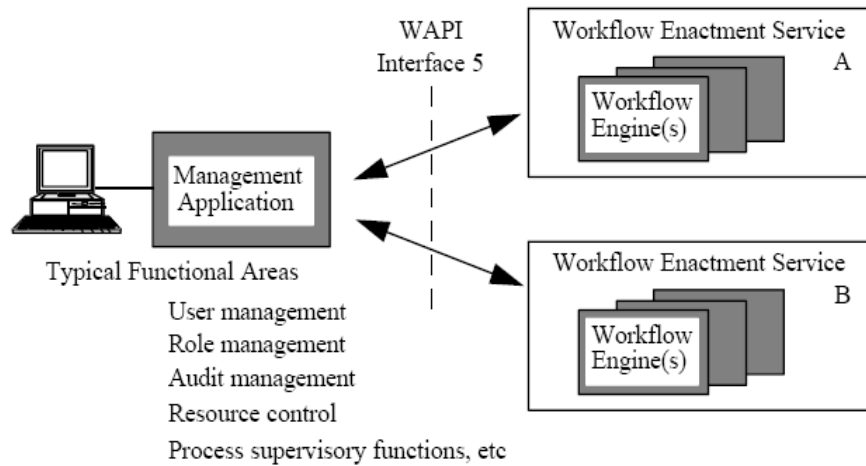 WAPI
Interface 5
Management
Application
Typical Functional Areas
User management
Role management
Audit management
Resource control
Process supervisory functions, etc
Workflow Enactment Service
A
Workflow
Engine(s)
Workflow Enactment Service
B
Workflow
Engine(s)